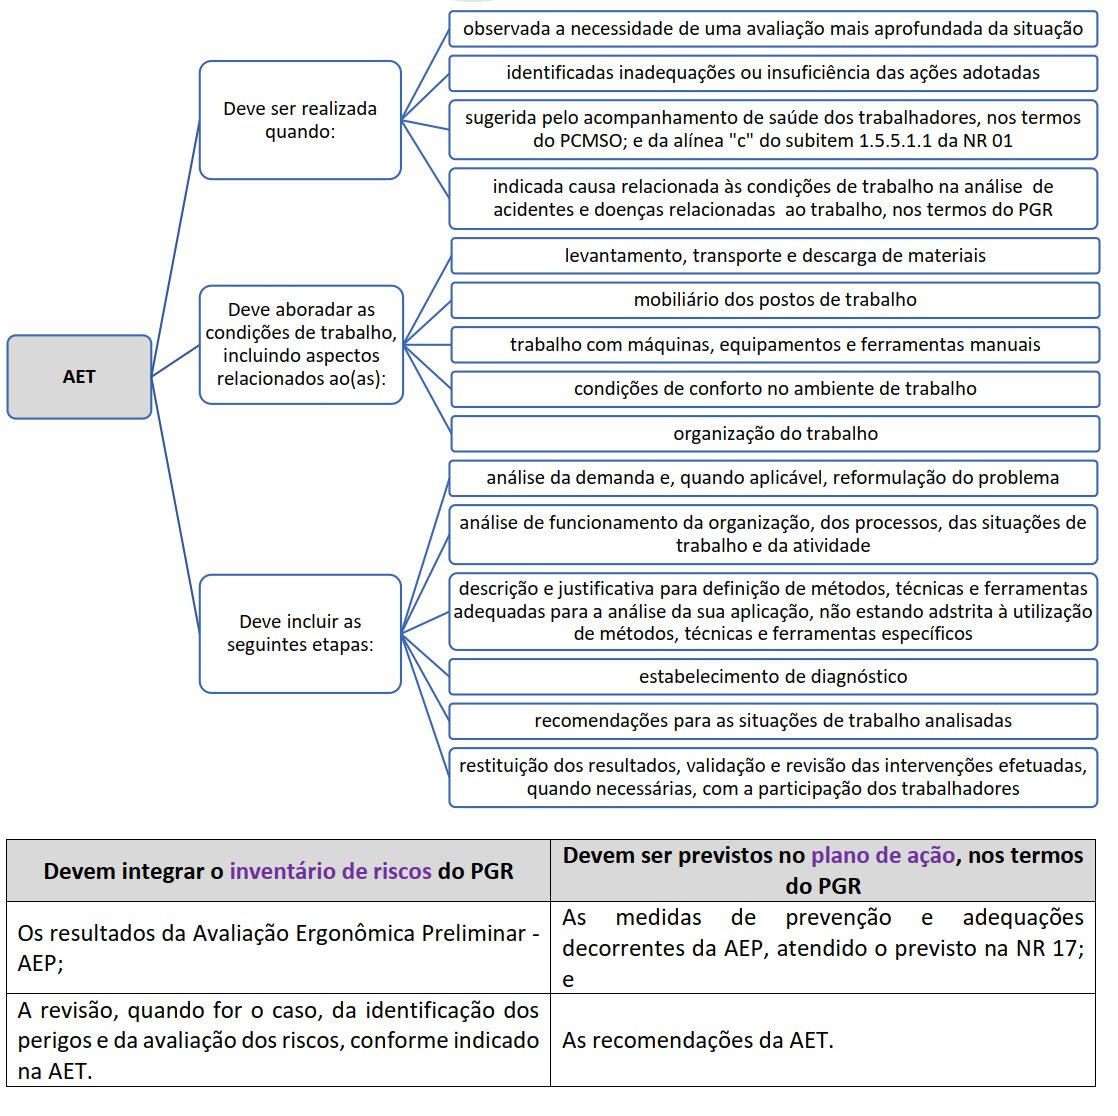 AET
Deve ser realizada
quando:
observada a necessidade de uma avaliação mais aprofundada da situação
identificadas inadequações ou insuficiência das ações adotadas
sugerida pelo acompanhamento de saúde dos trabalhadores, nos termos
do PCMSO; e da alínea "c" do subitem 1.5.5.1.1 da NR 01
indicada causa relacionada às condições de trabalho na análise de
acidentes e doenças relacionadas ao trabalho, nos termos do PGR
Deve aboradar as
condições de trabalho,
incluindo aspectos
relacionados ao(as):
levantamento, transporte e descarga de materiais
mobiliário dos postos de trabalho
trabalho com máquinas, equipamentos e ferramentas manuais
condições de conforto no ambiente de trabalho
organização do trabalho
Deve incluir as
seguintes etapas:
análise da demanda e, quando aplicável, reformulação do problema
análise de funcionamento da organização, dos processos, das situações de
trabalho e da atividade
descrição e justificativa para definição de métodos, técnicas e ferramentas
adequadas para a análise da sua aplicação, não estando adstrita à utilização
de métodos, técnicas e ferramentas específicos
estabelecimento de diagnóstico
recomendações para as situações de trabalho analisadas
restituição dos resultados, validação e revisão das intervenções efetuadas,
quando necessárias, com a participação dos trabalhadores
Devem integrar o inventário de riscos do PGR
Devem ser previstos no plano de ação, nos termos
do PGR
Os resultados da Avaliação Ergonômica Preliminar -
AEP;
As medidas de prevenção e adequações
decorrentes da AEP, atendido o previsto na NR 17;
e
A revisão, quando for o caso, da identificação dos
perigos e da avaliação dos riscos, conforme indicado
na AET.
As recomendações da AET.